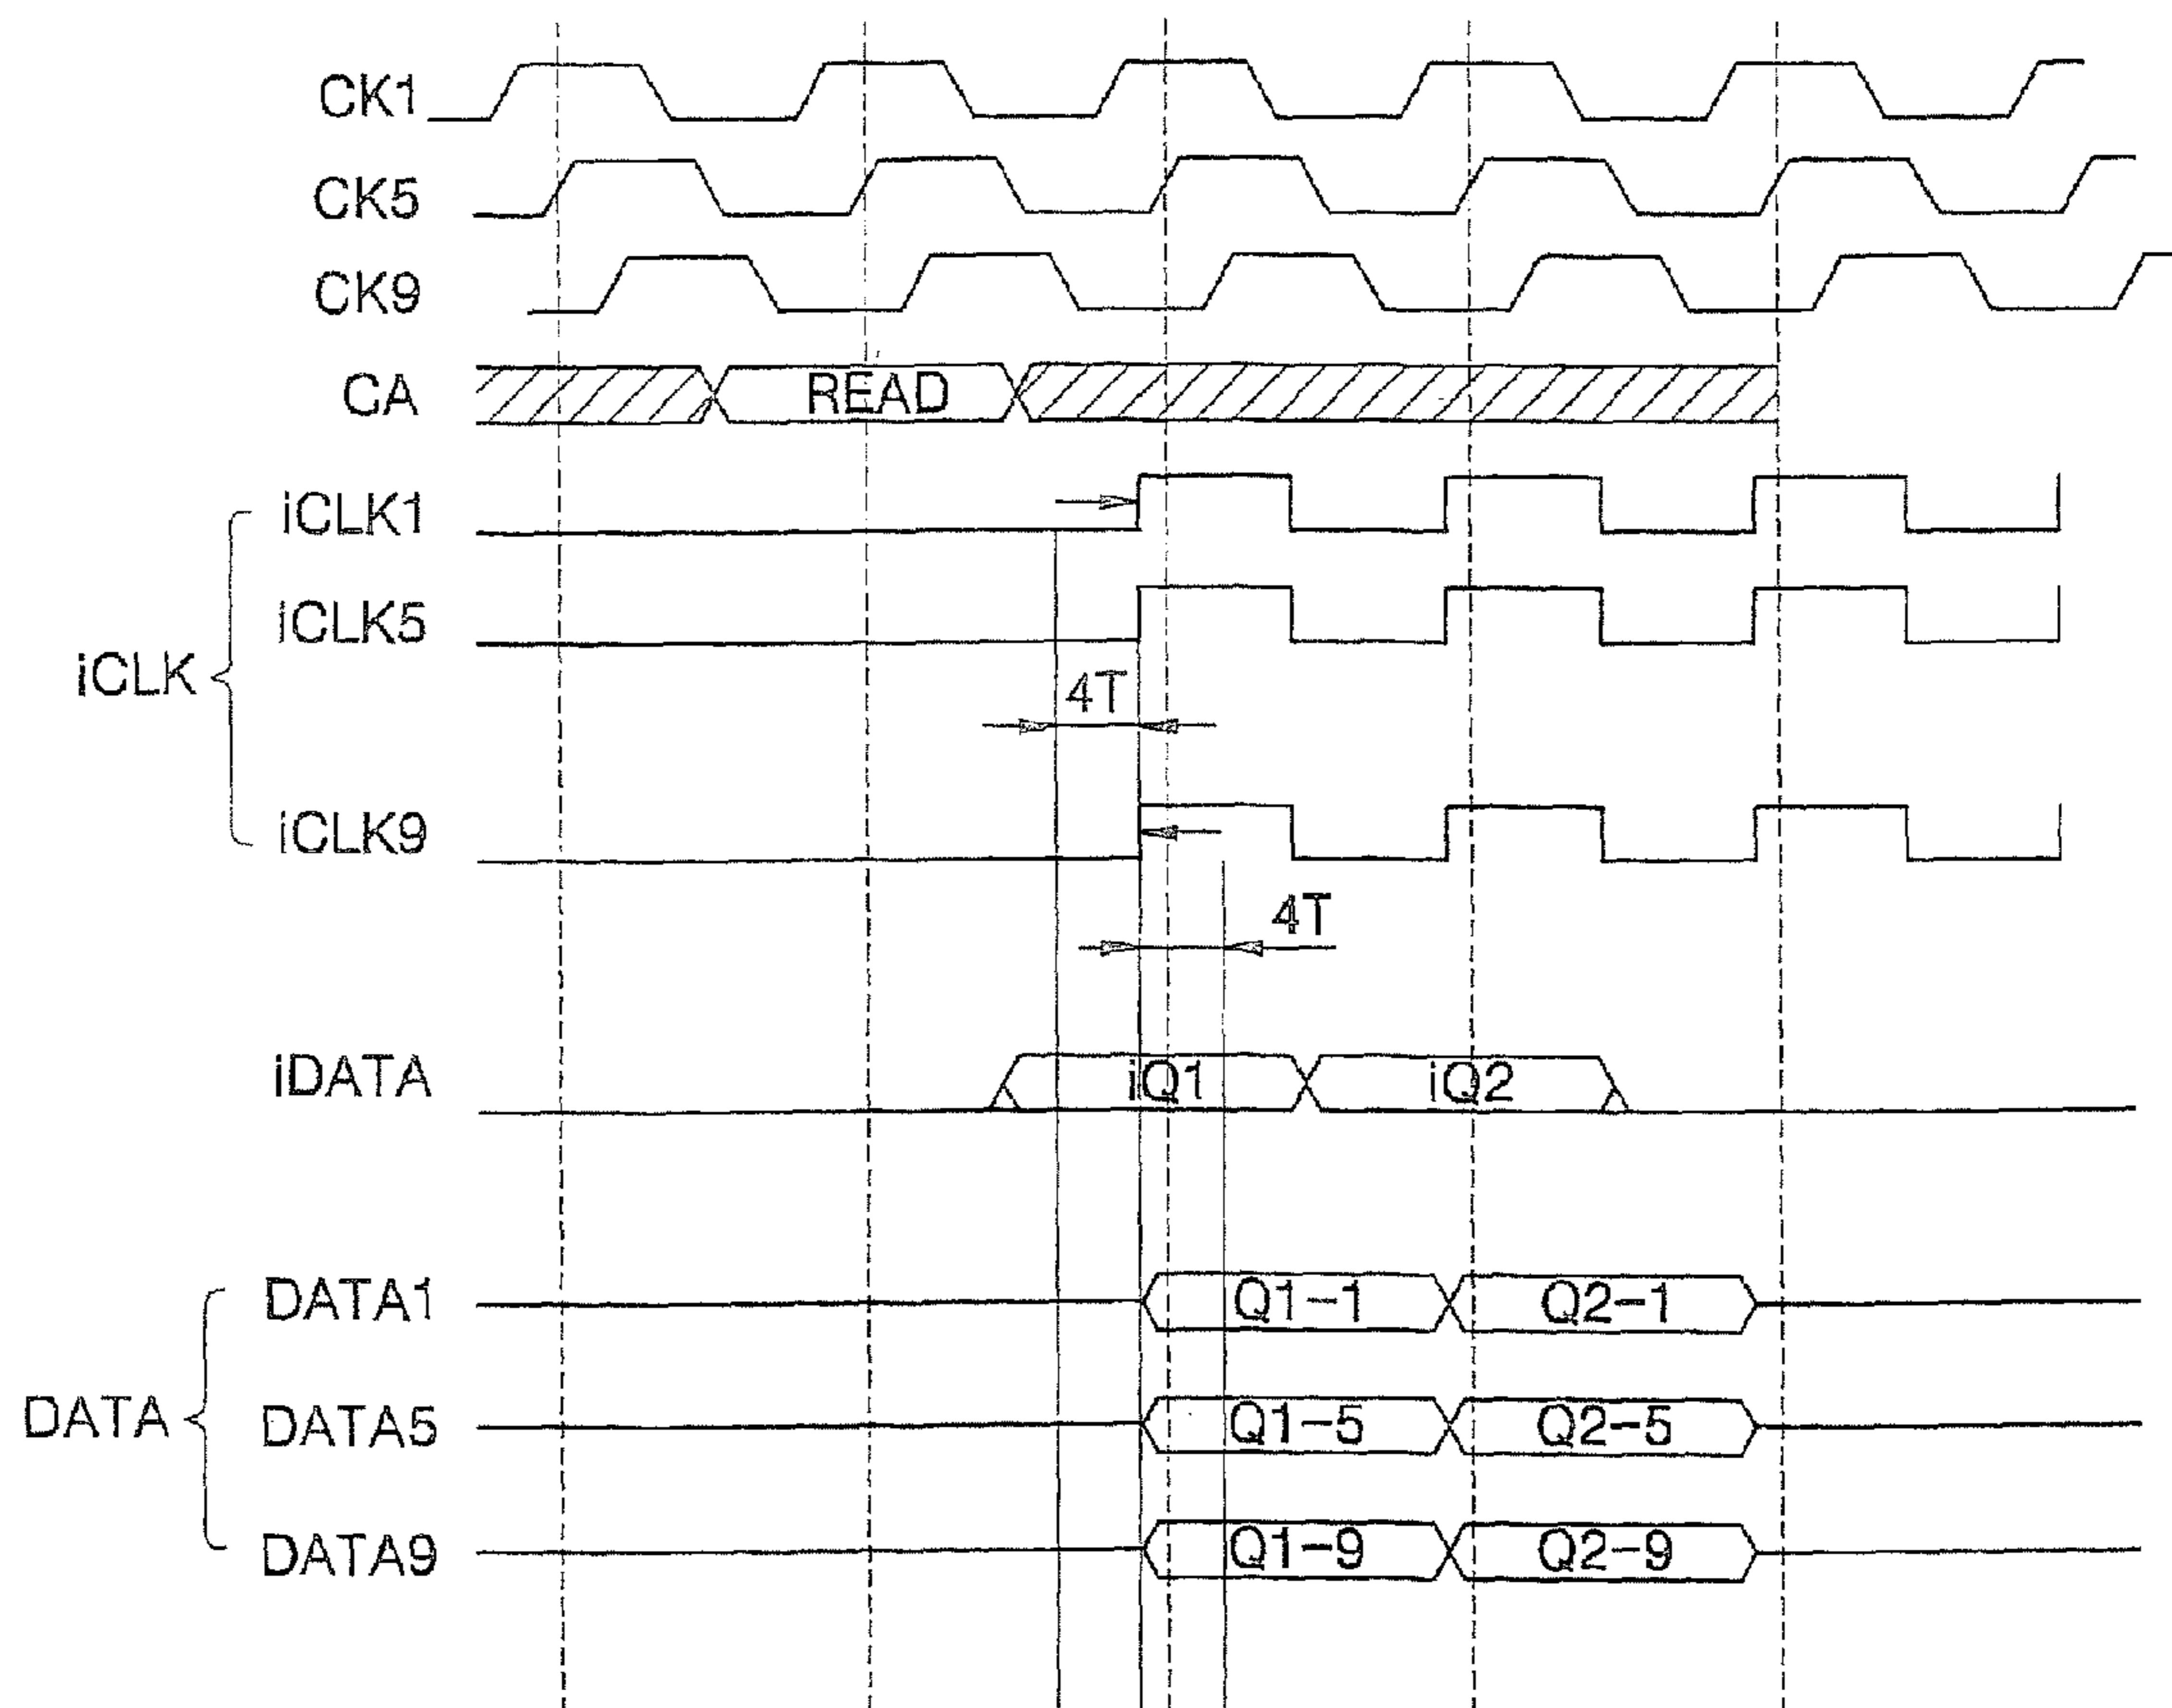 CK1
CK5
CK9
CA READ
iCLK1
iCLK5
iCLK
4T
iCLK9
4T
iDATA iQ1 iQ2
DATA1 Q1-1 Q2-1
DATA DATA5 Q1-5 Q2-5
DATA9 Q1-9 Q2-9